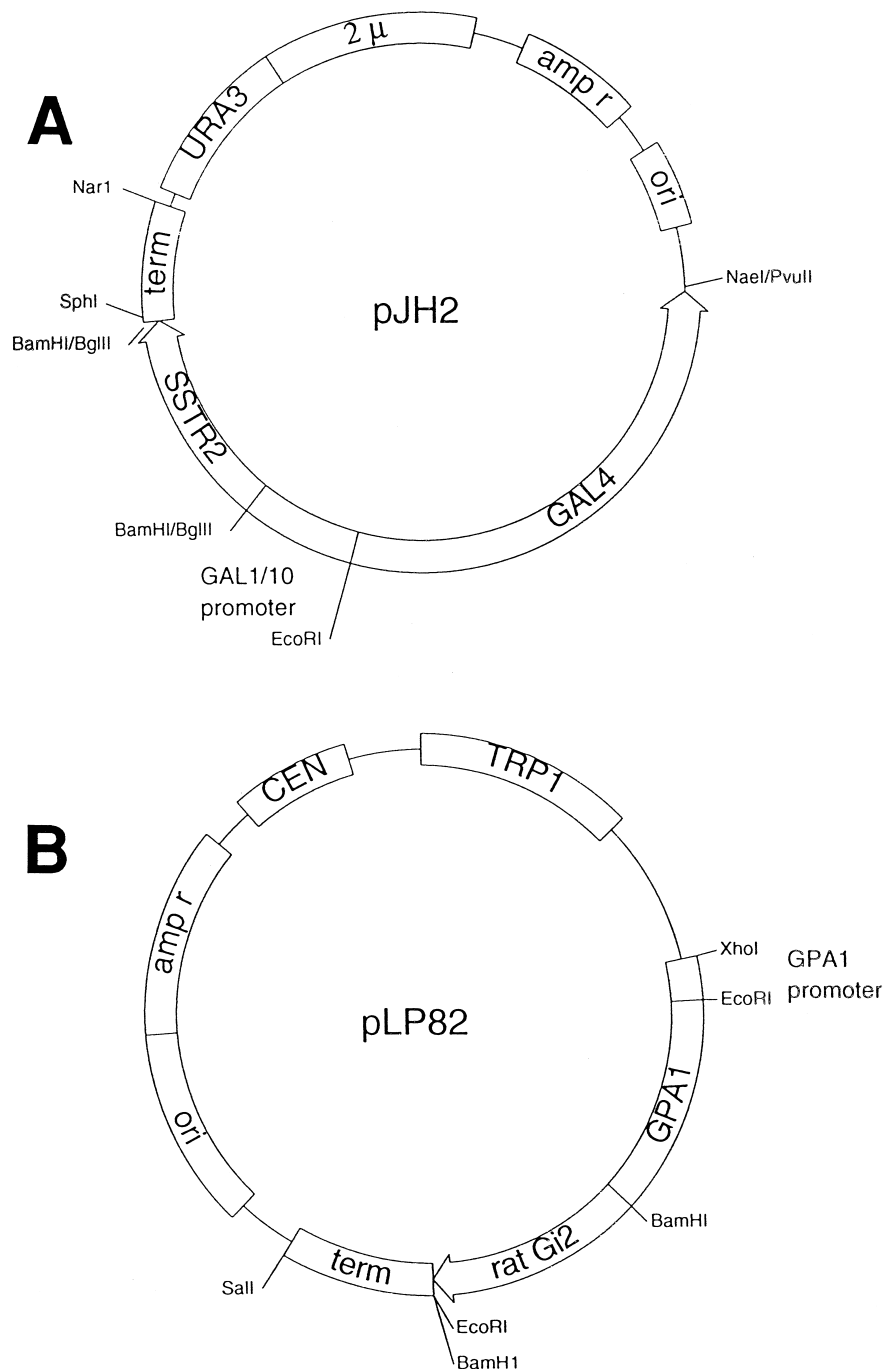 A
2 μ
amp r
URA3
ori
Nar1
term
NaeI/PvuII
SphI
pJH2
BamHI/BglII
SSTR2
GAL4
BamHI/BglII
GAL1/10
promoter
EcoRI
B
CEN
TRP1
amp r
XhoI
GPA1
promoter
EcoRI
pLP82
GPA1
ori
BamHI
rat Gi2
term
SalI
EcoRI
BamH1